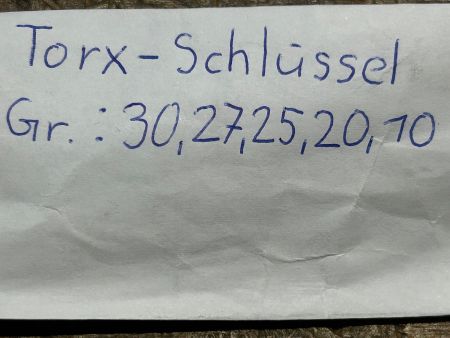 Torx-Schlüssel
Gr.: 30,27,25,20,10